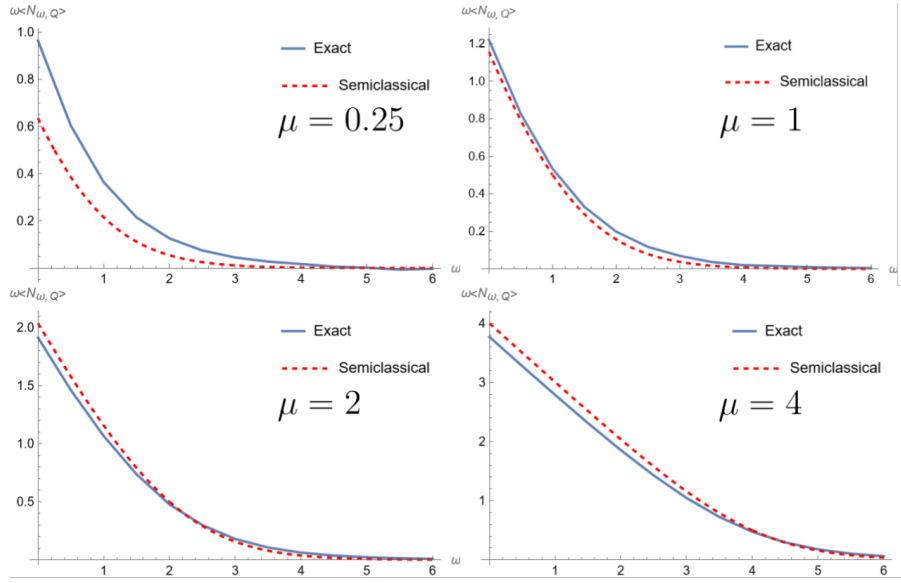 ω<N_{ω, Q}>
1.0
0.8
0.6
0.4
0.2
1 2 3 4 5 6 ω
Exact
Semiclassical
μ = 0.25
ω<N_{ω, Q}>
1.2
1.0
0.8
0.6
0.4
0.2
1 2 3 4 5 6 ω
Exact
Semiclassical
μ = 1
ω<N_{ω, Q}>
2.0
1.5
1.0
0.5
1 2 3 4 5 6 ω
Exact
Semiclassical
μ = 2
ω<N_{ω, Q}>
4
3
2
1
1 2 3 4 5 6 ω
Exact
Semiclassical
μ = 4